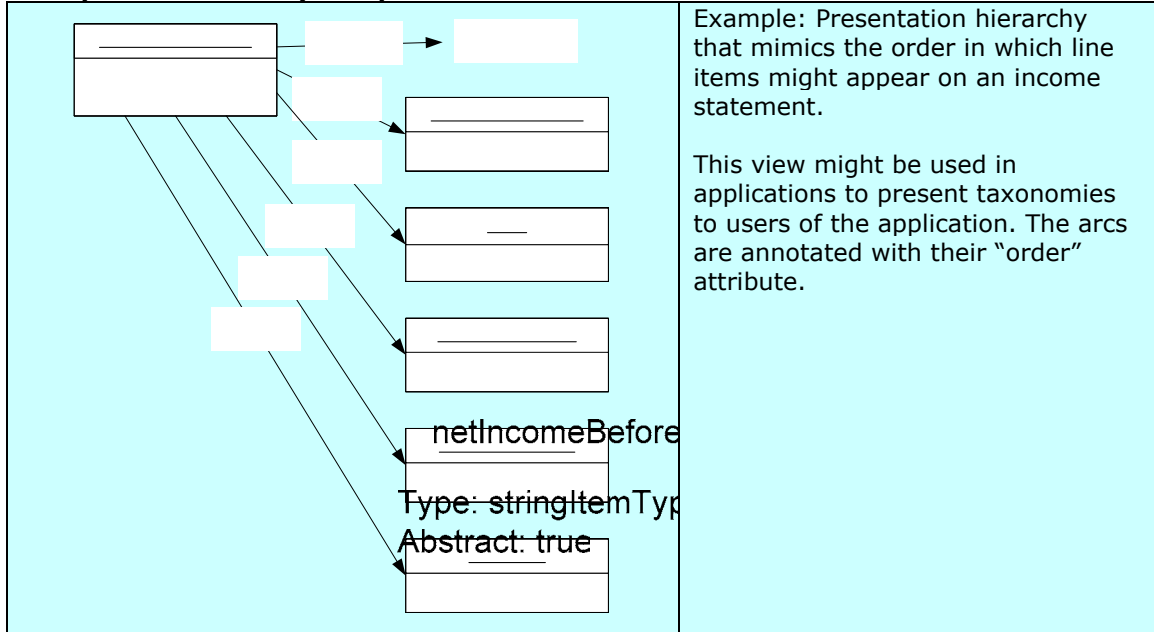 netIncomeBefore
Type: stringItemTyp
Abstract: true
Example: Presentation hierarchy
that mimics the order in which line
items might appear on an income
statement.
This view might be used in
applications to present taxonomies
to users of the application. The arcs
are annotated with their “order”
attribute.